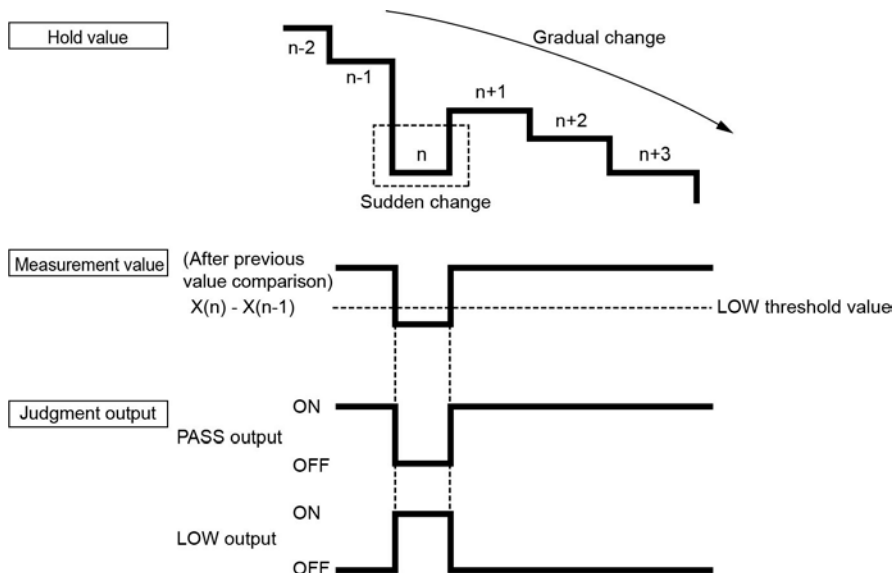 Hold value
Gradual change
n-2
n-1
n+1
n+2
n
n+3
Sudden change
Measurement value
(After previous
value comparison)
X(n) - X(n-1)
LOW threshold value
Judgment output
ON
PASS output
OFF
ON
LOW output
OFF